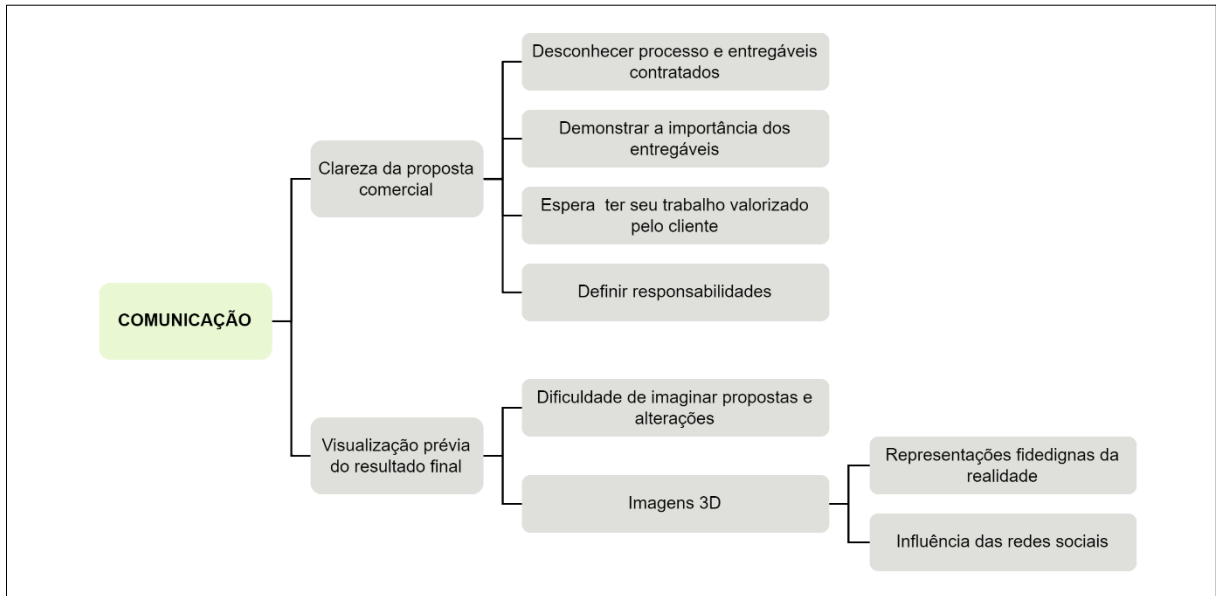 COMUNICAÇÃO
Clareza da proposta
comercial
Desconhecer processo e entregáveis
contratados
Demonstrar a importância dos
entregáveis
Espera  ter seu trabalho valorizado
pelo cliente
Definir responsabilidades
Visualização prévia
do resultado final
Dificuldade de imaginar propostas e
alterações
Imagens 3D
Representações fidedignas da
realidade
Influência das redes sociais